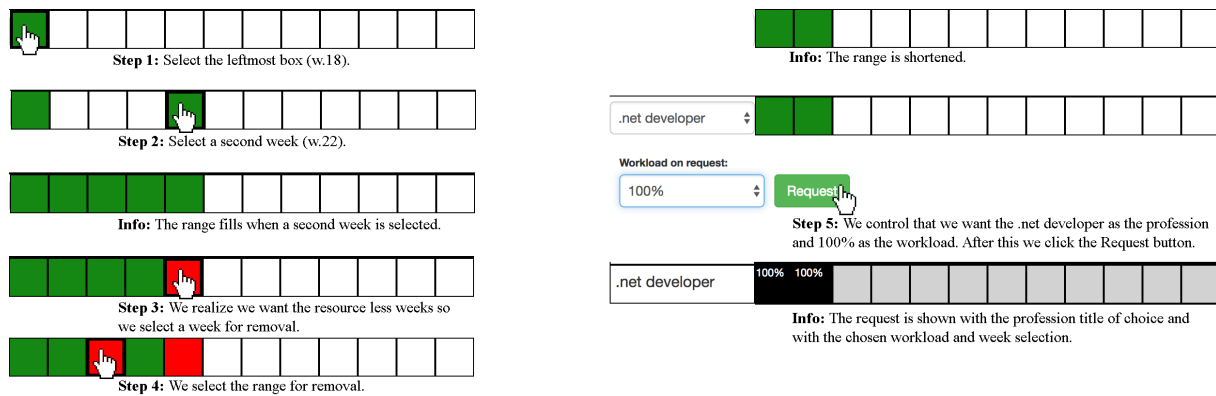 Step 1: Select the leftmost box (w.18).
Step 2: Select a second week (w.22).
Info: The range fills when a second week is selected.
Step 3: We realize we want the resource less weeks so
we select a week for removal.
Step 4: We select the range for removal.
Info: The range is shortened.
.net developer
Workload on request:
100%
Request
Step 5: We control that we want the .net developer as the profession
and 100% as the workload. After this we click the Request button.
.net developer
100% 100%
Info: The request is shown with the profession title of choice and
with the chosen workload and week selection.